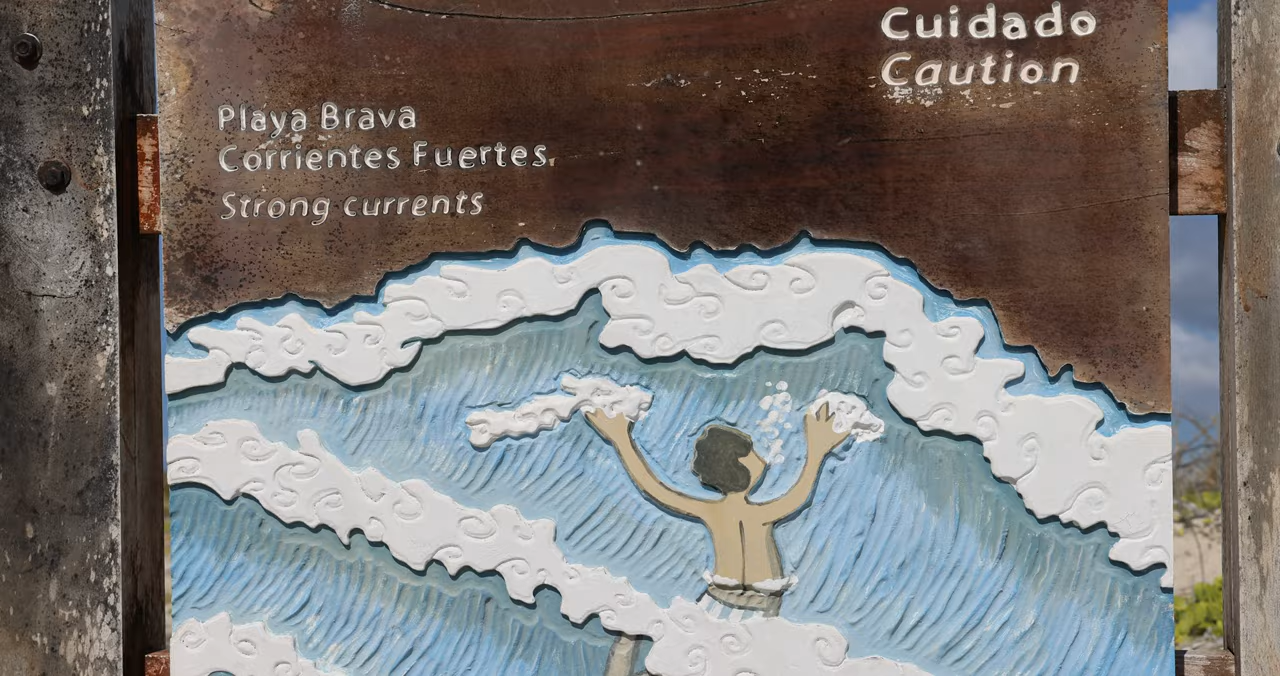 Cuidado
Caution
Playa Brava
Corrientes Fuertes
Strong currents